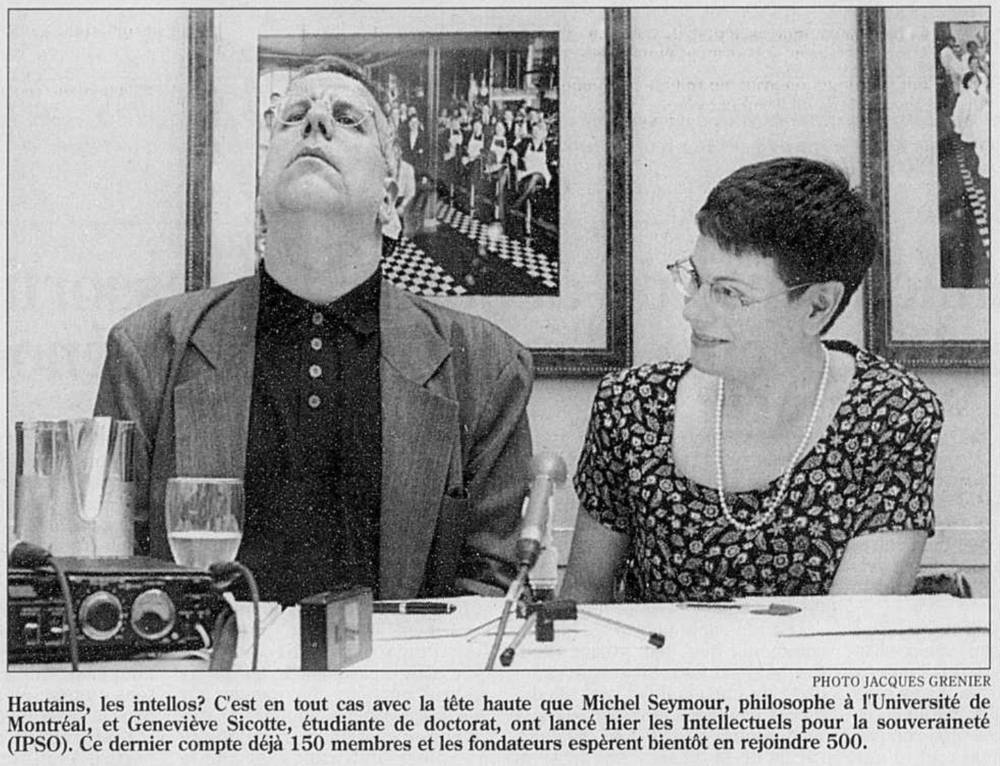 PHOTO JACQUES GRENIER
Hautains, les intellos? C'est en tout cas avec la tête haute que Michel Seymour, philosophe à l'Université de
Montréal, et Geneviève Sicotte, étudiante de doctorat, ont lancé hier les Intellectuels pour la souveraineté
(IPSO). Ce dernier compte déjà 150 membres et les fondateurs espèrent bientôt en rejoindre 500.